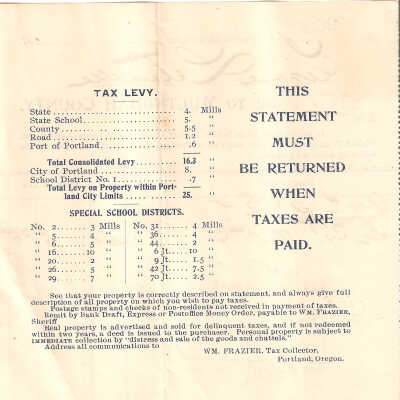 TAX LEVY.
State .......... 4. Mills
State School .......... 5. "
County .......... 5.5 "
Road .......... 1.2 "
Port of Portland .......... .6 "
Total Consolidated Levy .......... 16.3 "
City of Portland .......... 8. "
School District No. 1 .......... .7 "
Total Levy on Property within Port-
land City Limits .......... 25. "
SPECIAL SCHOOL DISTRICTS.
No. 2 ...... 3 Mills No. 31 ...... 4 Mills
" 5 ...... 4 " " 36 ...... 4 "
" 6 ...... 5 " " 44 ...... 2 "
" 16 ...... 10 " " 6 Jt. .... 10 "
" 20 ...... 2 " " 9 Jt. .... 1.5 "
" 26 ...... 5 " " 42 Jt. .... 7.5 "
" 29 ...... 7 " " 70 Jt. .... 2.5 "
THIS
STATEMENT
MUST
BE RETURNED
WHEN
TAXES ARE
PAID.
See that your property is correctly described on statement, and always give full
description of all property on which you wish to pay taxes.
Postage stamps and checks of non-residents not received in payment of taxes.
Remit by Bank Draft, Express or Postoffice Money Order, payable to WM. FRAZIER,
Sheriff
Real property is advertised and sold for delinquent taxes, and if not redeemed
within two years, a deed is issued to the purchaser. Personal property is subject to
IMMEDIATE collection by "distress and sale of the goods and chattels."
Address all communications to
WM. FRAZIER, Tax Collector,
Portland, Oregon.